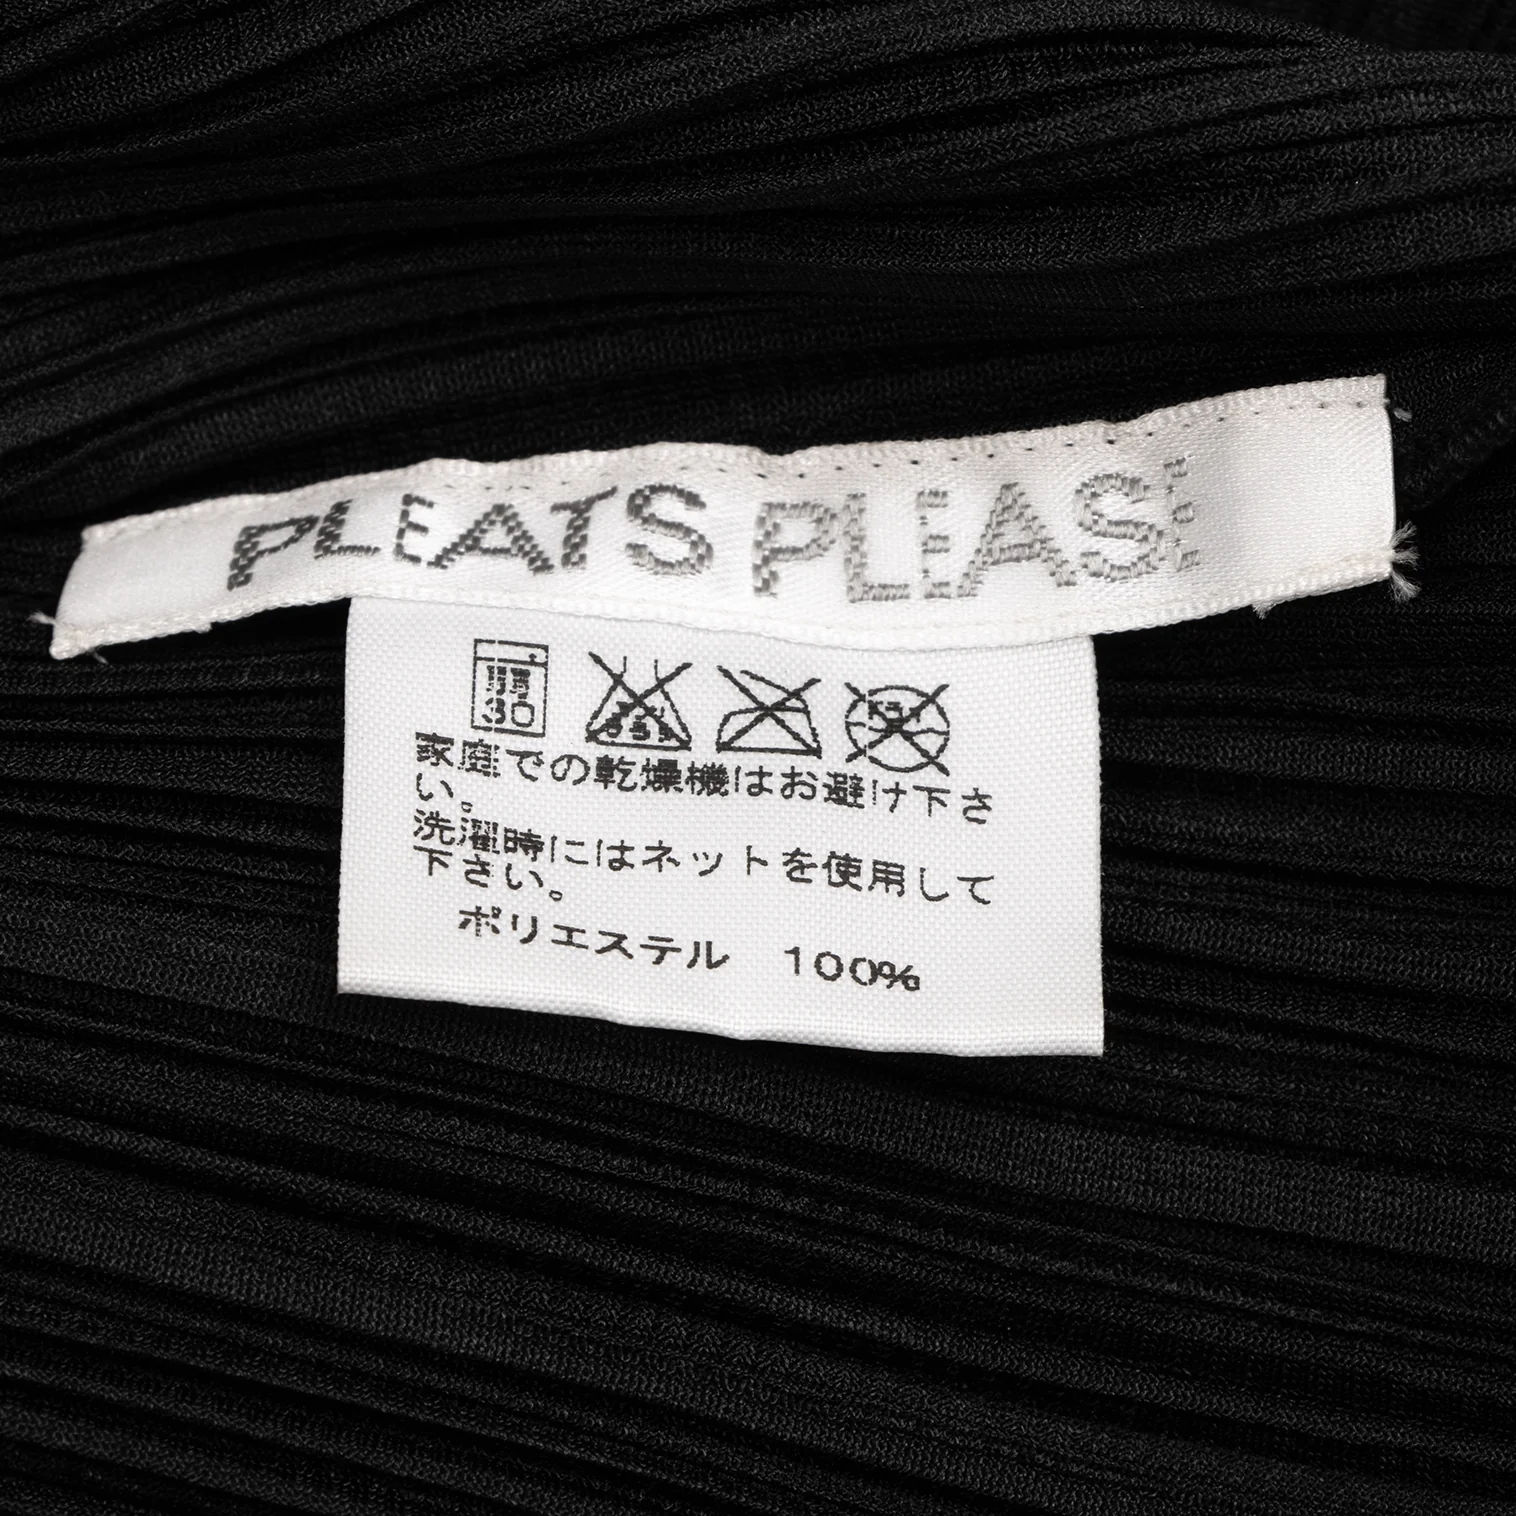 PLEATS PLEASE
30
家庭での乾燥機はお避け下さ
い。
洗濯時にはネットを使用して
下さい。
ポリエステル 100%